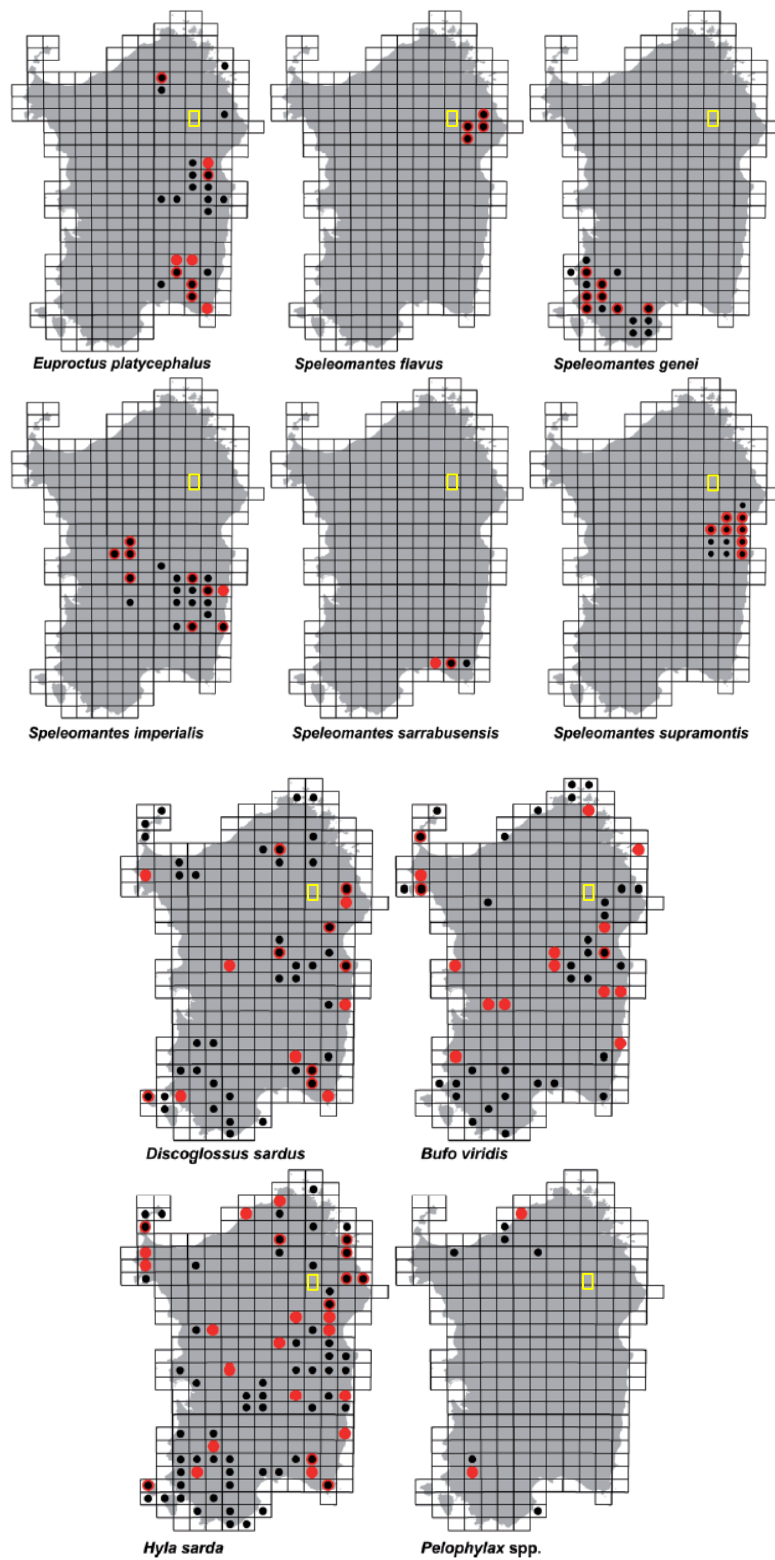 Euproctus platycephalus
Speleomantes flavus
Speleomantes genei
Speleomantes imperialis
Speleomantes sarrabusensis
Speleomantes supramontis
Discoglossus sardus
Bufo viridis
Hyla sarda
Pelophylax spp.